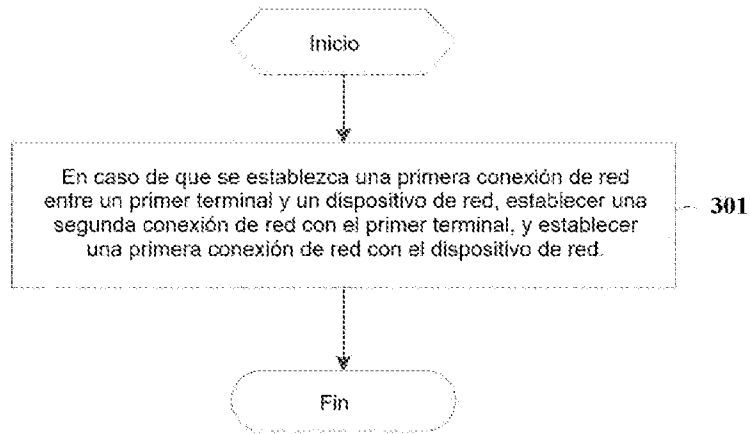 Inicio
En caso de que se establezca una primera conexión de red
entre un primer terminal y un dispositivo de red, establecer una
segunda conexión de red con el primer terminal, y establecer
una primera conexión de red con el dispositivo de red.
301
Fin